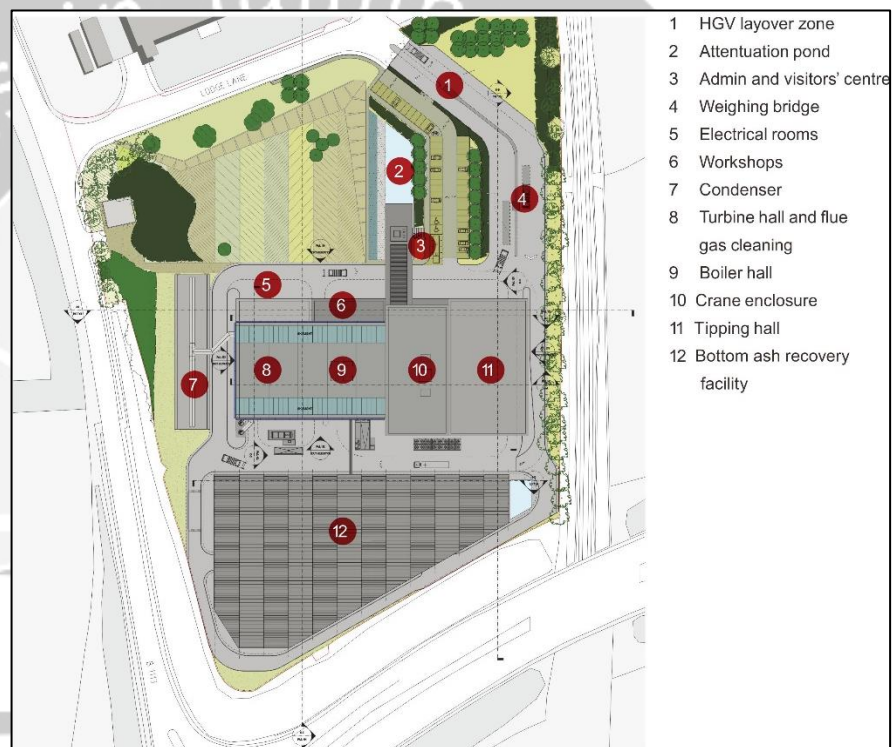 1 HGV layover zone
2 Attentuation pond
3 Admin and visitors' centre
4 Weighing bridge
5 Electrical rooms
6 Workshops
7 Condenser
8 Turbine hall and flue
gas cleaning
9 Boiler hall
10 Crane enclosure
11 Tipping hall
12 Bottom ash recovery
facility
LODGE LANE
1
2
4
3
5
6
7
8
9
10
11
12